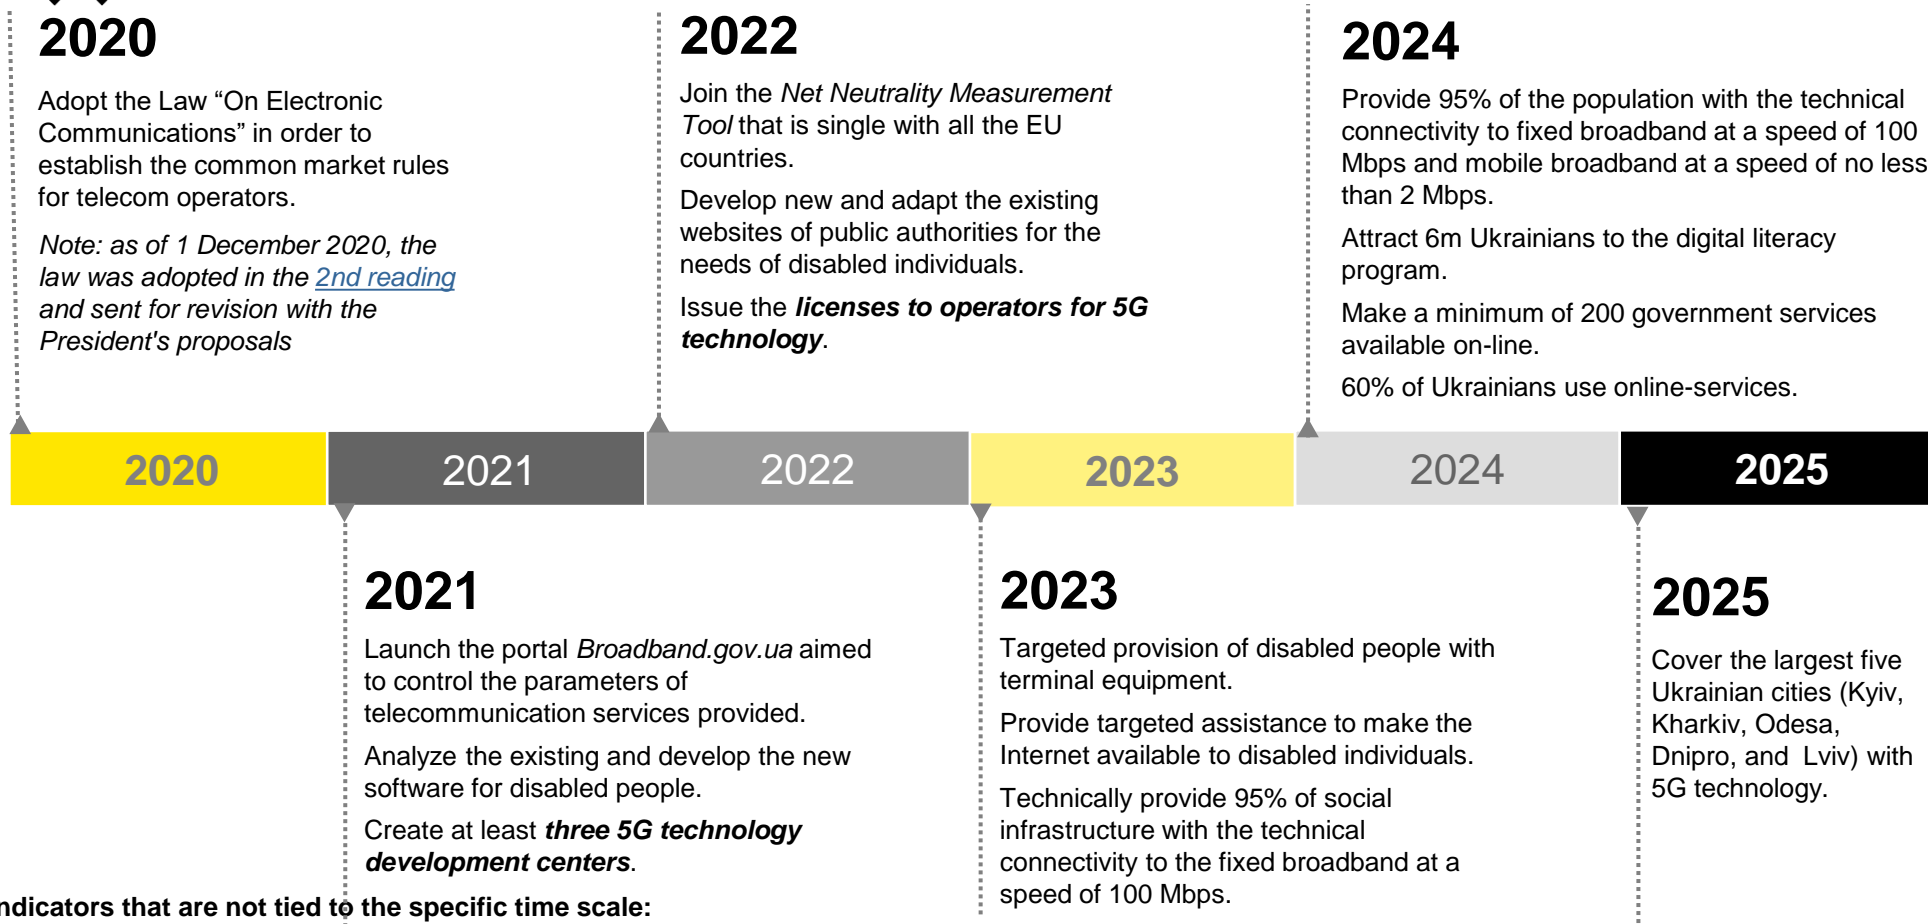 2020
Adopt the Law “On Electronic
Communications” in order to
establish the common market rules
for telecom operators.
Note: as of 1 December 2020, the
law was adopted in the 2nd reading
and sent for revision with the
President's proposals
2022
Join the Net Neutrality Measurement
Tool that is single with all the EU
countries.
Develop new and adapt the existing
websites of public authorities for the
needs of disabled individuals.
Issue the licenses to operators for 5G
technology.
2024
Provide 95% of the population with the technical
connectivity to fixed broadband at a speed of 100
Mbps and mobile broadband at a speed of no less
than 2 Mbps.
Attract 6m Ukrainians to the digital literacy
program.
Make a minimum of 200 government services
available on-line.
60% of Ukrainians use online-services.
2020 2021 2022 2023 2024 2025
2021
Launch the portal Broadband.gov.ua aimed
to control the parameters of
telecommunication services provided.
Analyze the existing and develop the new
software for disabled people.
Create at least three 5G technology
development centers.
2023
Targeted provision of disabled people with
terminal equipment.
Provide targeted assistance to make the
Internet available to disabled individuals.
Technically provide 95% of social
infrastructure with the technical
connectivity to the fixed broadband at a
speed of 100 Mbps.
2025
Cover the largest five
Ukrainian cities (Kyiv,
Kharkiv, Odesa,
Dnipro, and Lviv) with
5G technology.
ndicators that are not tied to the specific time scale: